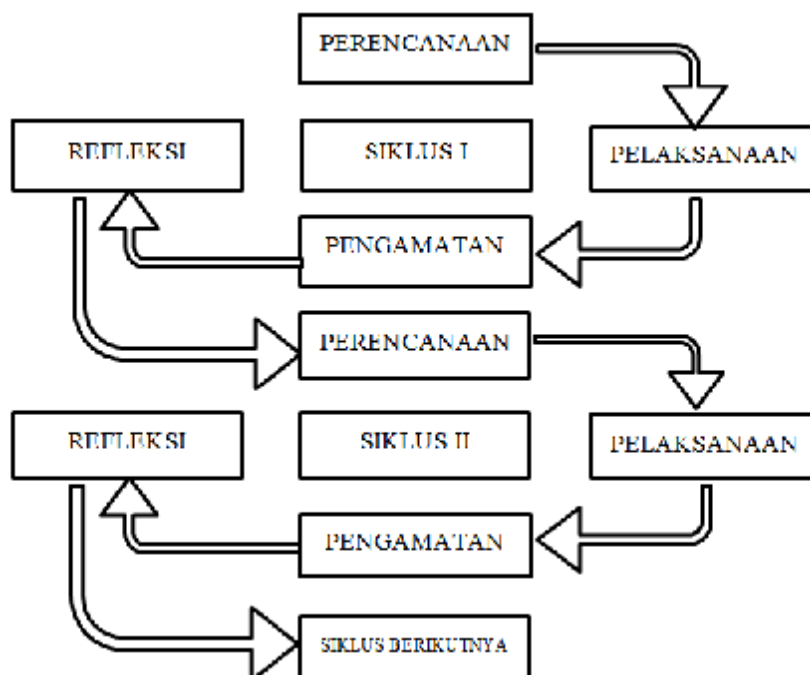 PERENCANAAN
REFLEKSI
SIKLUS I
PELAKSANAAN
PENGAMATAN
PERENCANAAN
REFLEKSI
SIKLUS II
PELAKSANAAN
PENGAMATAN
SIKLUS BERIKUTNYA